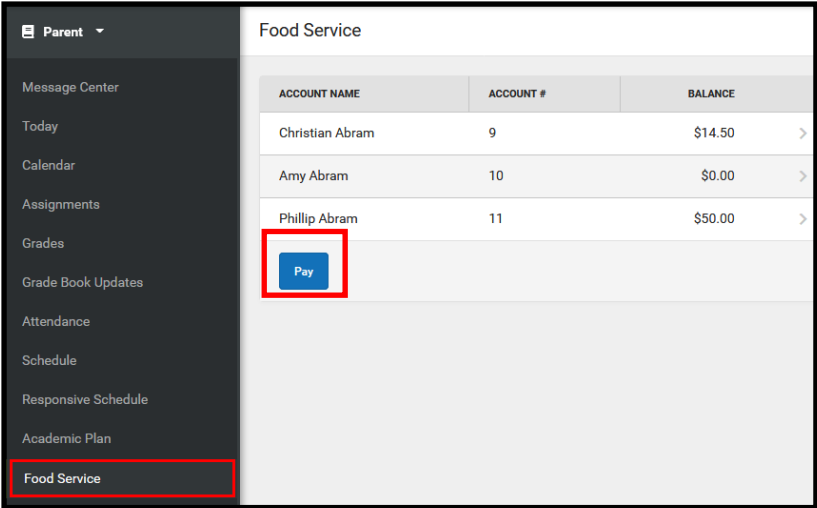 Parent
Message Center
Today
Calendar
Assignments
Grades
Grade Book Updates
Attendance
Schedule
Responsive Schedule
Academic Plan
Food Service
Food Service
ACCOUNT NAME ACCOUNT # BALANCE
Christian Abram 9 $14.50
Amy Abram 10 $0.00
Phillip Abram 11 $50.00
Pay